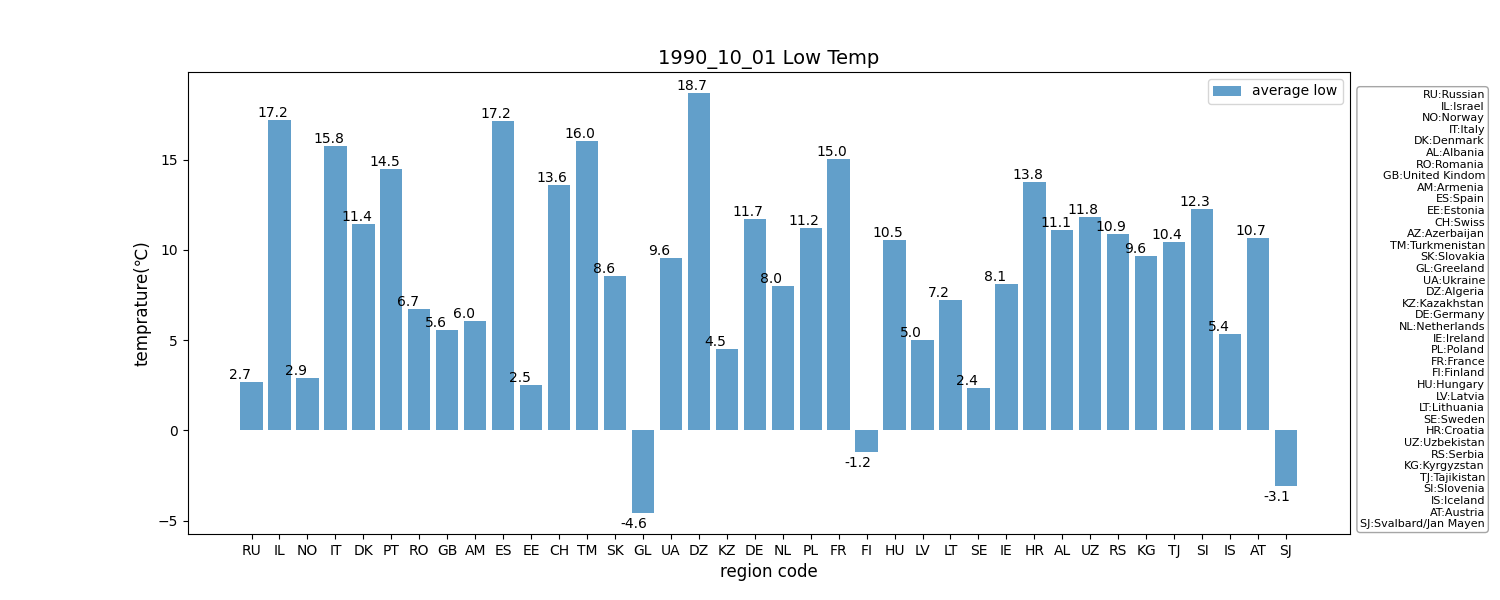 1990_10_01 Low Temp
average low
temprature(℃)
15
10
5
0
−5
2.7
17.2
2.9
15.8
11.4
14.5
6.7
5.6
6.0
17.2
2.5
13.6
16.0
8.6
-4.6
9.6
18.7
4.5
11.7
8.0
11.2
15.0
-1.2
10.5
5.0
7.2
2.4
8.1
13.8
11.1
11.8
10.9
9.6
10.4
12.3
5.4
10.7
-3.1
RU IL NO IT DK PT RO GB AM ES EE CH TM SK GL UA DZ KZ DE NL PL FR FI HU LV LT SE IE HR AL UZ RS KG TJ SI IS AT SJ
region code
RU:Russian
IL:Israel
NO:Norway
IT:Italy
DK:Denmark
AL:Albania
RO:Romania
GB:United Kindom
AM:Armenia
ES:Spain
EE:Estonia
CH:Swiss
AZ:Azerbaijan
TM:Turkmenistan
SK:Slovakia
GL:Greeland
UA:Ukraine
DZ:Algeria
KZ:Kazakhstan
DE:Germany
NL:Netherlands
IE:Ireland
PL:Poland
FR:France
FI:Finland
HU:Hungary
LV:Latvia
LT:Lithuania
SE:Sweden
HR:Croatia
UZ:Uzbekistan
RS:Serbia
KG:Kyrgyzstan
TJ:Tajikistan
SI:Slovenia
IS:Iceland
AT:Austria
SJ:Svalbard/Jan Mayen